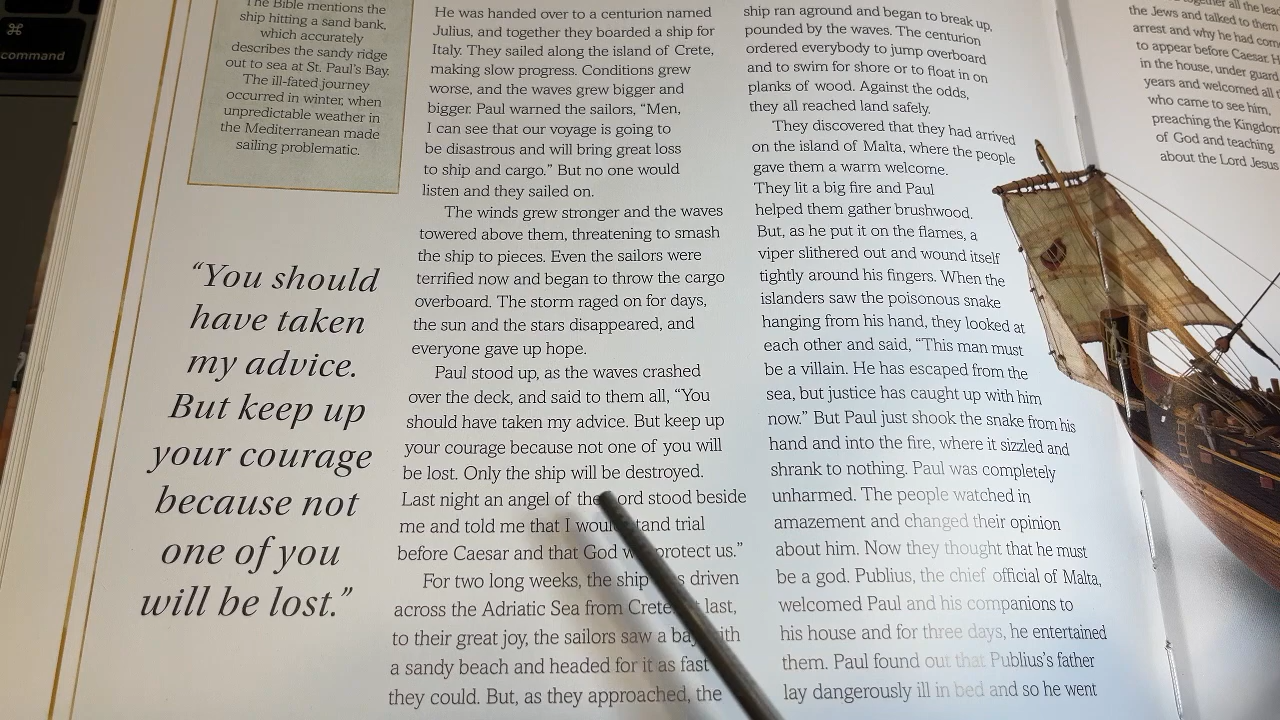 command
The Bible mentions the
ship hitting a sand bank,
which accurately
describes the sandy ridge
out to sea at St. Paul's Bay.
The ill-fated journey
occurred in winter, when
unpredictable weather in
the Mediterranean made
sailing problematic.
“You should
have taken
my advice.
But keep up
your courage
because not
one of you
will be lost.”
He was handed over to a centurion named
Julius, and together they boarded a ship for
Italy. They sailed along the island of Crete,
making slow progress. Conditions grew
worse, and the waves grew bigger and
bigger. Paul warned the sailors, “Men,
I can see that our voyage is going to
be disastrous and will bring great loss
to ship and cargo.” But no one would
listen and they sailed on.
The winds grew stronger and the waves
towered above them, threatening to smash
the ship to pieces. Even the sailors were
terrified now and began to throw the cargo
overboard. The storm raged on for days,
the sun and the stars disappeared, and
everyone gave up hope.
Paul stood up, as the waves crashed
over the deck, and said to them all, “You
should have taken my advice. But keep up
your courage because not one of you will
be lost. Only the ship will be destroyed.
Last night an angel of the Lord stood beside
me and told me that I would stand trial
before Caesar and that God protect us.”
For two long weeks, the ship was driven
across the Adriatic Sea from Crete. At last,
to their great joy, the sailors saw a bay with
a sandy beach and headed for it as fast
they could. But, as they approached, the
ship ran aground and began to break up,
pounded by the waves. The centurion
ordered everybody to jump overboard
and to swim for shore or to float in on
planks of wood. Against the odds,
they all reached land safely.
They discovered that they had arrived
on the island of Malta, where the people
gave them a warm welcome.
They lit a big fire and Paul
helped them gather brushwood.
But, as he put it on the flames, a
viper slithered out and wound itself
tightly around his fingers. When the
islanders saw the poisonous snake
hanging from his hand, they looked at
each other and said, “This man must
be a villain. He has escaped from the
sea, but justice has caught up with him
now.” But Paul just shook the snake from his
hand and into the fire, where it sizzled and
shrank to nothing. Paul was completely
unharmed. The people watched in
amazement and changed their opinion
about him. Now they thought that he must
be a god. Publius, the chief official of Malta,
welcomed Paul and his companions to
his house and for three days, he entertained
them. Paul found out that Publius's father
lay dangerously ill in bed and so he went
together all the lead
the Jews and talked to them
arrest and why he had com
to appear before Caesar. H
in the house, under guard
years and welcomed all t
who came to see him,
preaching the Kingdom
of God and teaching
about the Lord Jesus